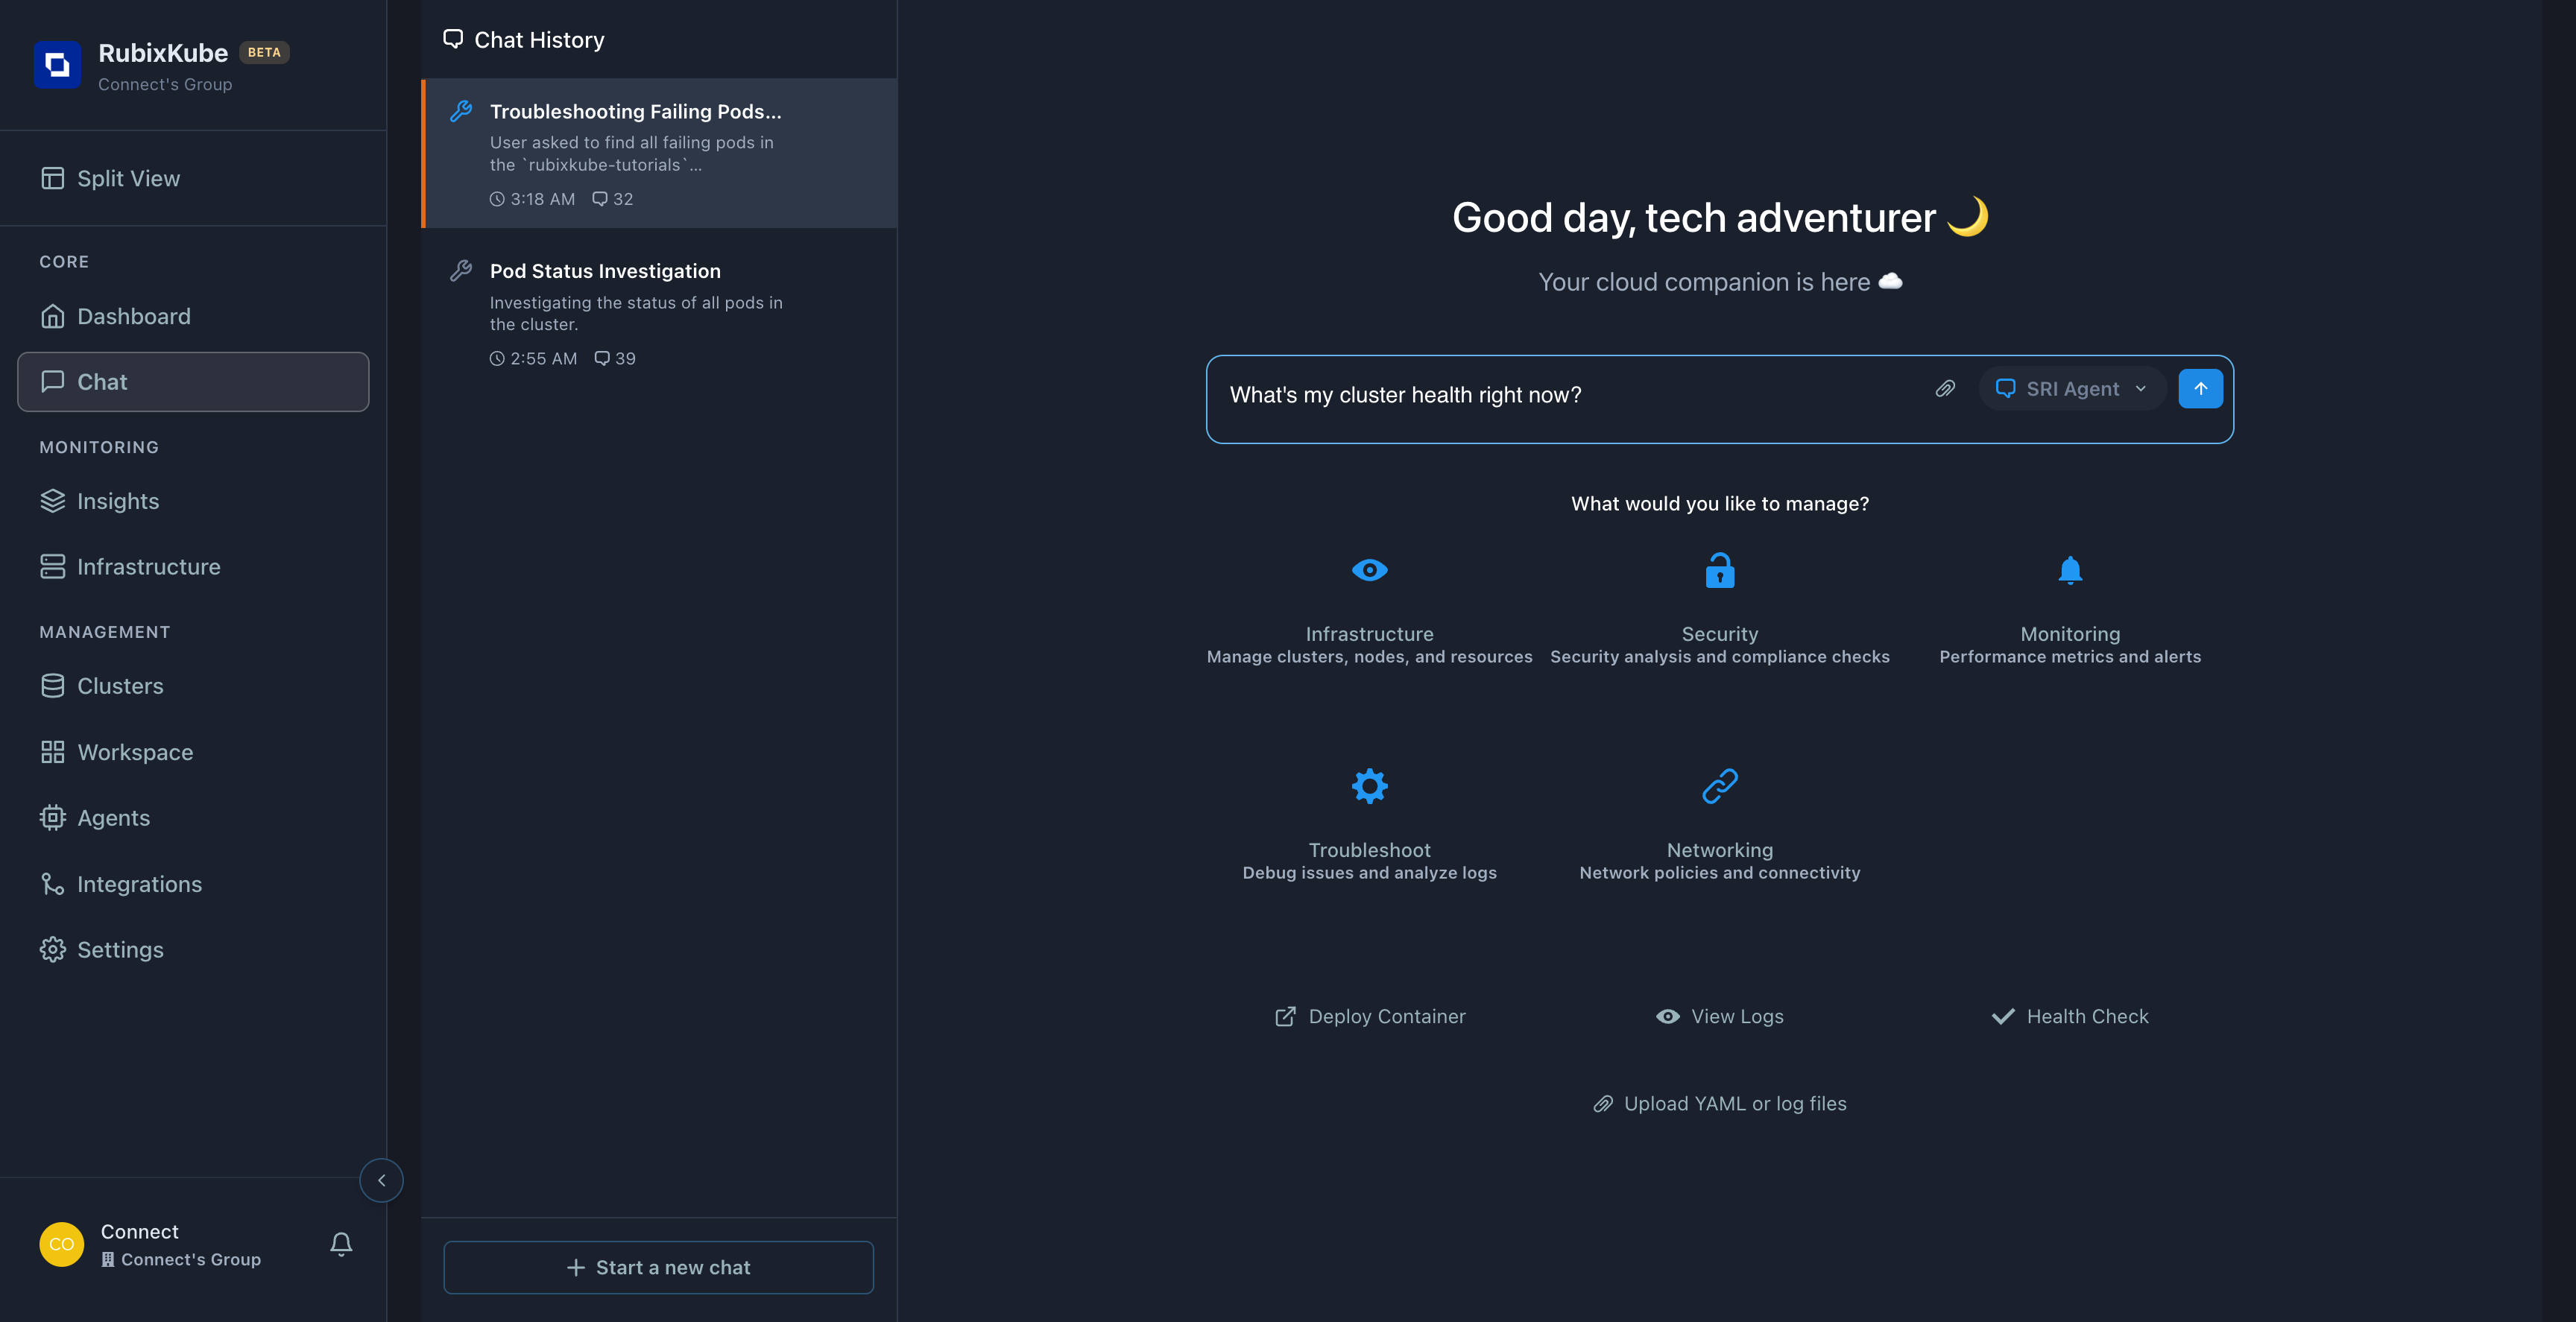 RubixKube BETA
Connect's Group
Split View
CORE
Dashboard
Chat
MONITORING
Insights
Infrastructure
MANAGEMENT
Clusters
Workspace
Agents
Integrations
Settings
CO
Connect
Connect's Group
Chat History
Troubleshooting Failing Pods...
User asked to find all failing pods in
the `rubixkube-tutorials`...
3:18 AM 32
Pod Status Investigation
Investigating the status of all pods in
the cluster.
2:55 AM 39
Start a new chat
Good day, tech adventurer 🌙
Your cloud companion is here ☁️
What's my cluster health right now?
SRI Agent
What would you like to manage?
Infrastructure
Manage clusters, nodes, and resources
Security
Security analysis and compliance checks
Monitoring
Performance metrics and alerts
Troubleshoot
Debug issues and analyze logs
Networking
Network policies and connectivity
Deploy Container
View Logs
Health Check
Upload YAML or log files